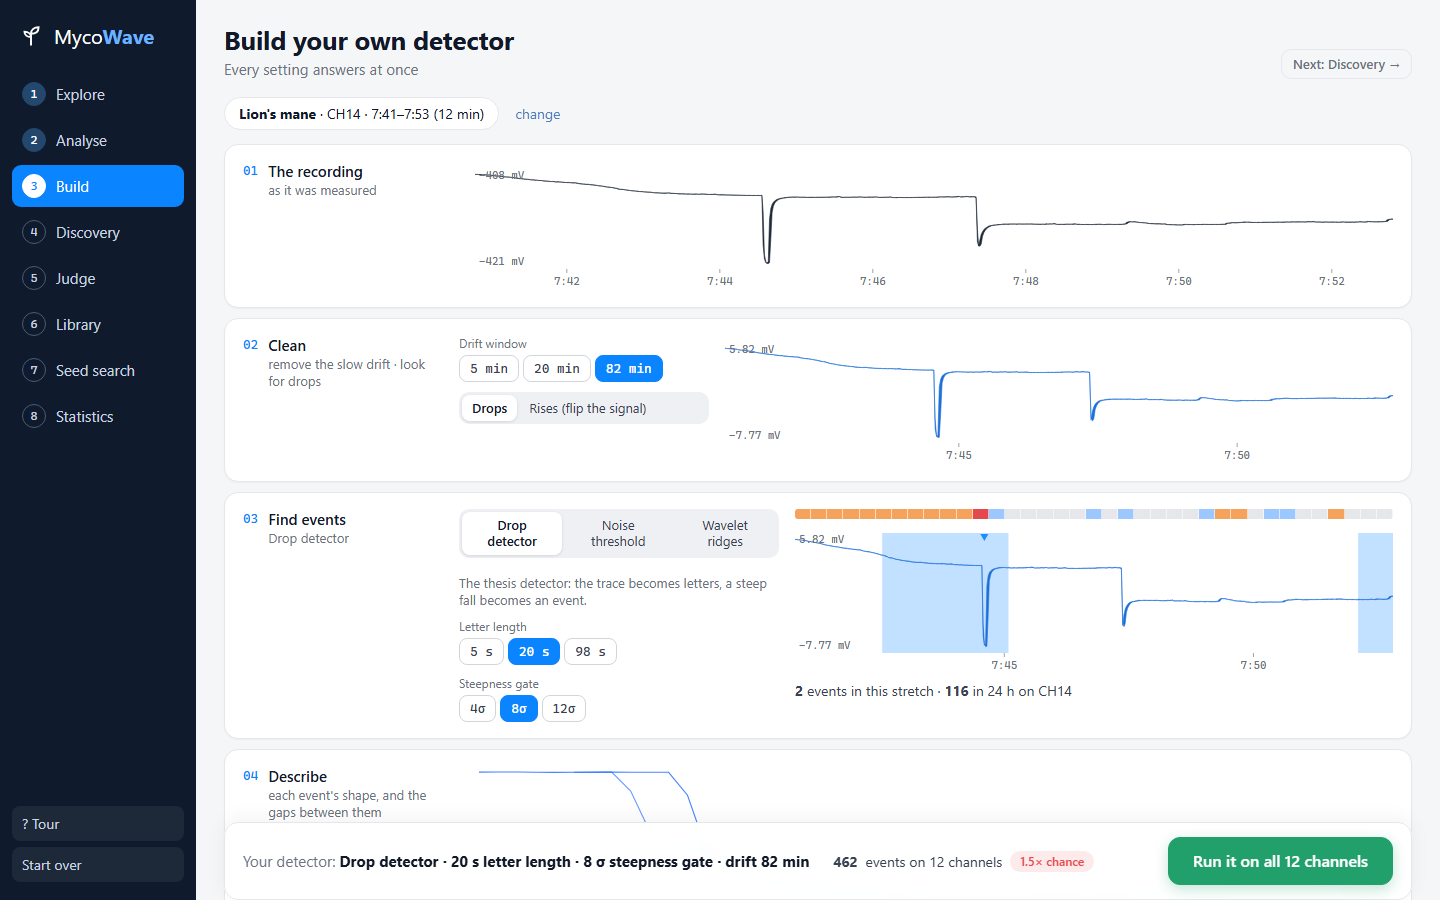 MycoWave
1 Explore
2 Analyse
3 Build
4 Discovery
5 Judge
6 Library
7 Seed search
8 Statistics
? Tour
Start over
Build your own detector
Every setting answers at once
Next: Discovery →
Lion's mane · CH14 · 7:41–7:53 (12 min)
change
01 The recording
as it was measured
−408 mV
−421 mV
7:42 7:44 7:46 7:48 7:50 7:52
02 Clean
remove the slow drift · look
for drops
Drift window
5 min 20 min 82 min
Drops Rises (flip the signal)
5.82 mV
−7.77 mV
7:45 7:50
03 Find events
Drop detector
Drop
detector
Noise
threshold
Wavelet
ridges
The thesis detector: the trace becomes letters, a steep
fall becomes an event.
Letter length
5 s 20 s 98 s
Steepness gate
4σ 8σ 12σ
5.82 mV
−7.77 mV
7:45 7:50
2 events in this stretch · 116 in 24 h on CH14
04 Describe
each event's shape, and the
gaps between them
Your detector: Drop detector · 20 s letter length · 8 σ steepness gate · drift 82 min
462 events on 12 channels
1.5× chance
Run it on all 12 channels